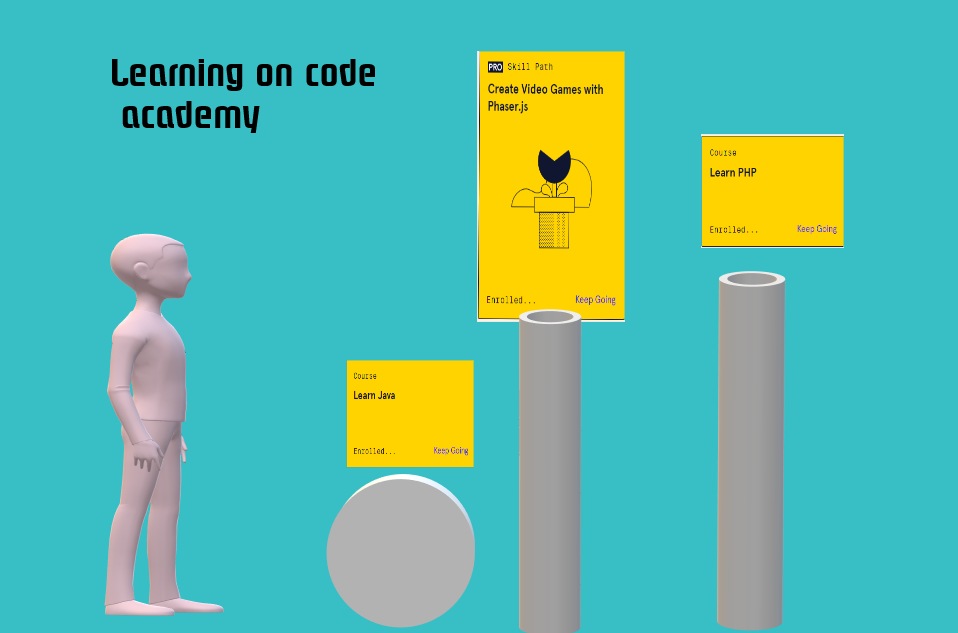 Learning on code
academy
PRO Skill Path
Create Video Games with
Phaser.js
Enrolled... Keep Going
Course
Learn PHP
Enrolled... Keep Going
Course
Learn Java
Enrolled... Keep Going